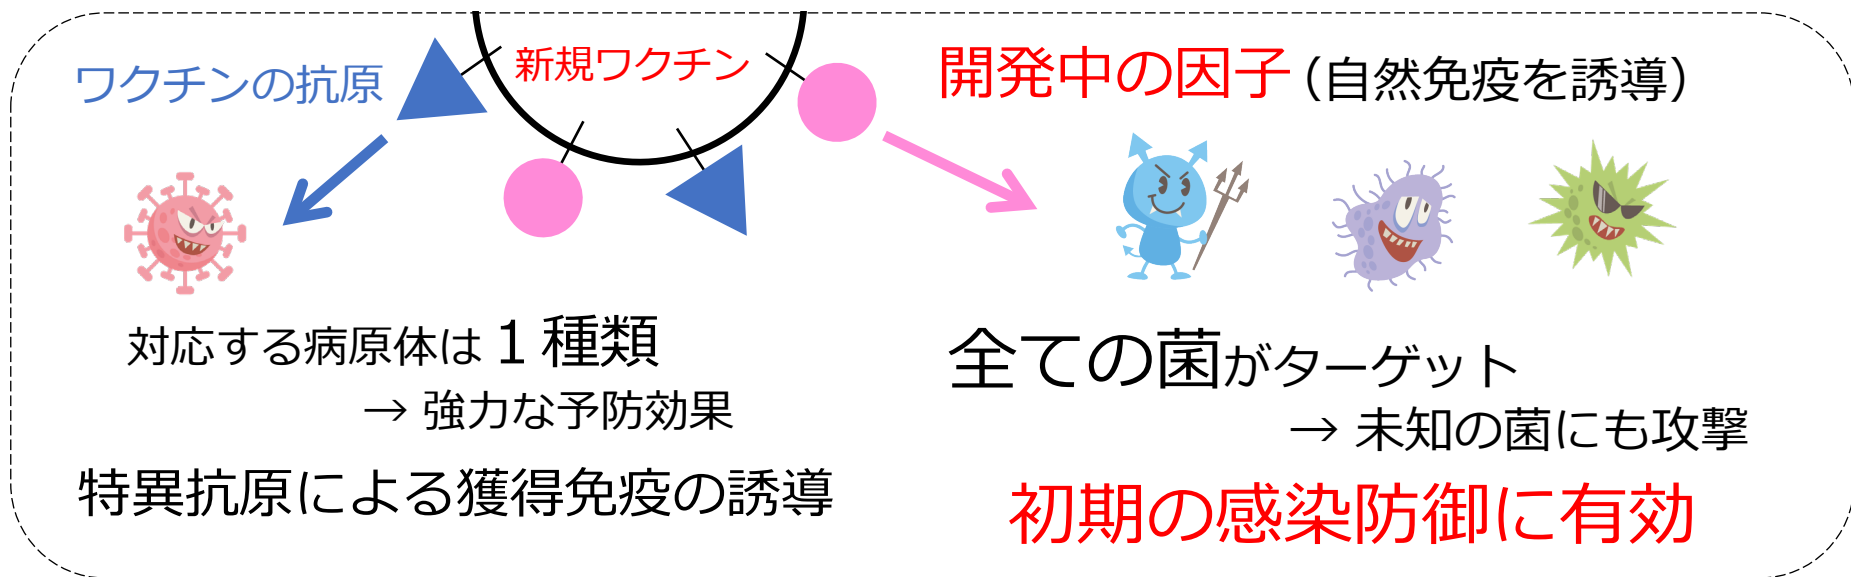 ワクチンの抗原
新規ワクチン
開発中の因子(自然免疫を誘導)
対応する病原体は1種類
→ 強力な予防効果
特異抗原による獲得免疫の誘導
全ての菌がターゲット
→ 未知の菌にも攻撃
初期の感染防御に有効